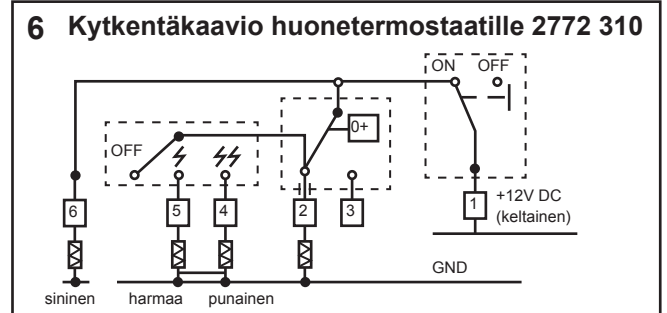 6 Kytkentäkaavio huonetermostaatille 2772 310
ON OFF
0+
OFF
6 5 4 2 3 1 +12V DC
(keltainen)
GND
sininen harmaa punainen